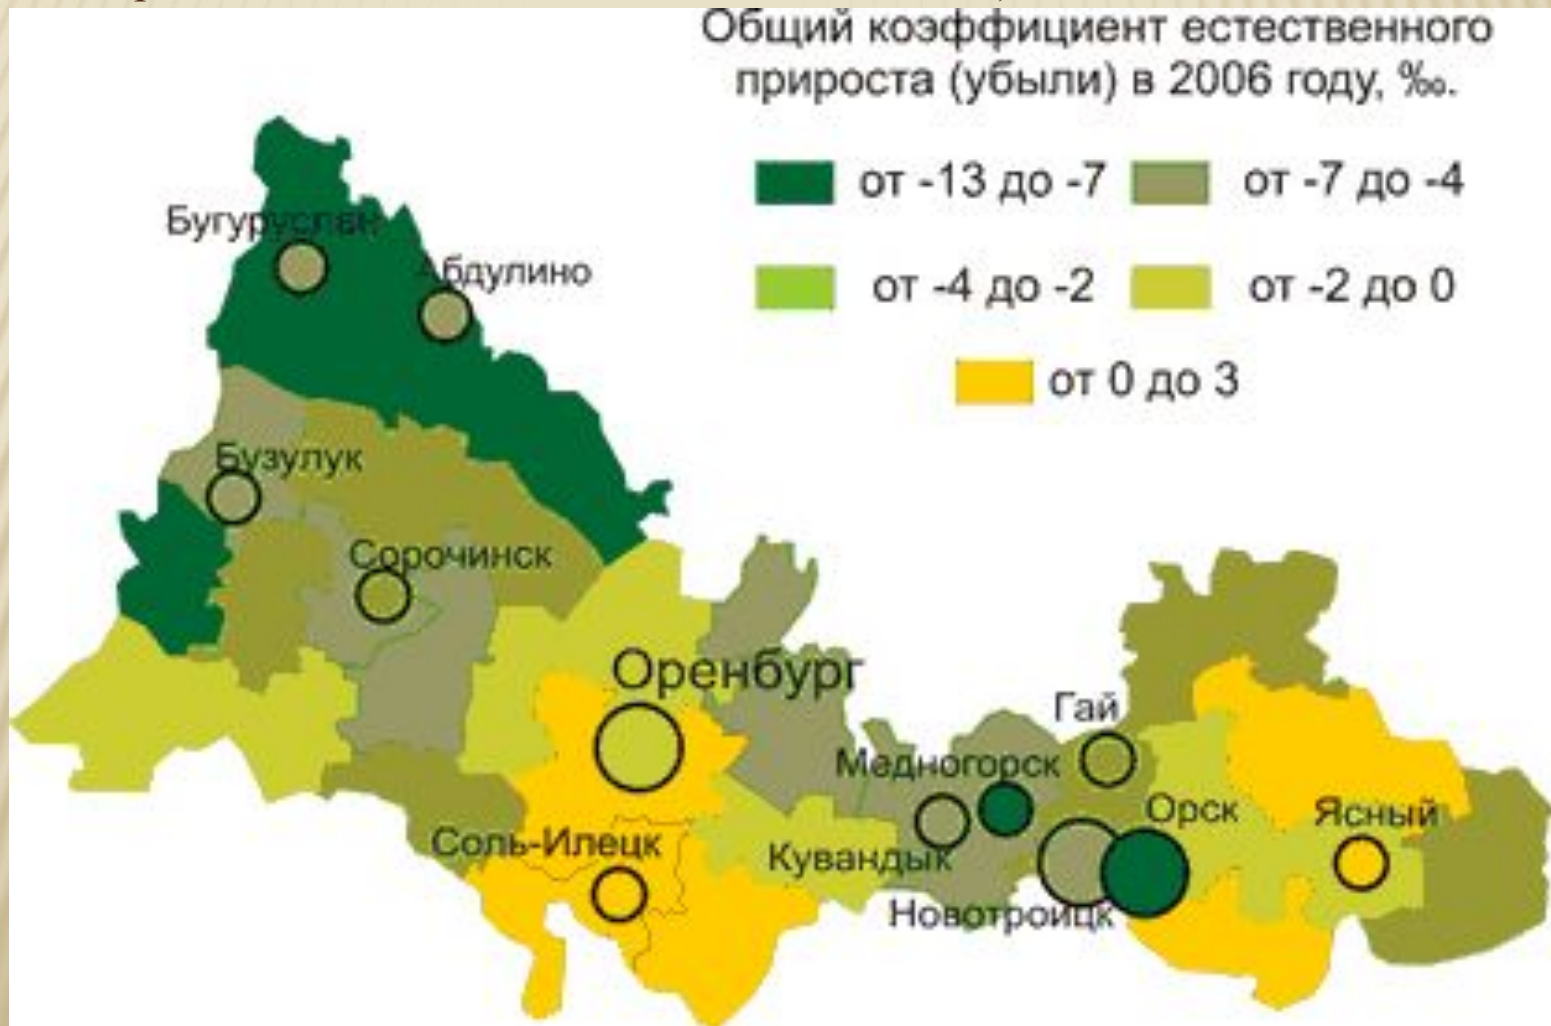 Общий коэффициент естественного
прироста (убыли) в 2006 году, ‰.
от -13 до -7
от -7 до -4
от -4 до -2
от -2 до 0
от 0 до 3
Бугуруслан
Абдулино
Бузулук
Сорочинск
Оренбург
Гай
Медногорск
Орск
Ясный
Соль-Илецк
Кувандык
Новотроицк